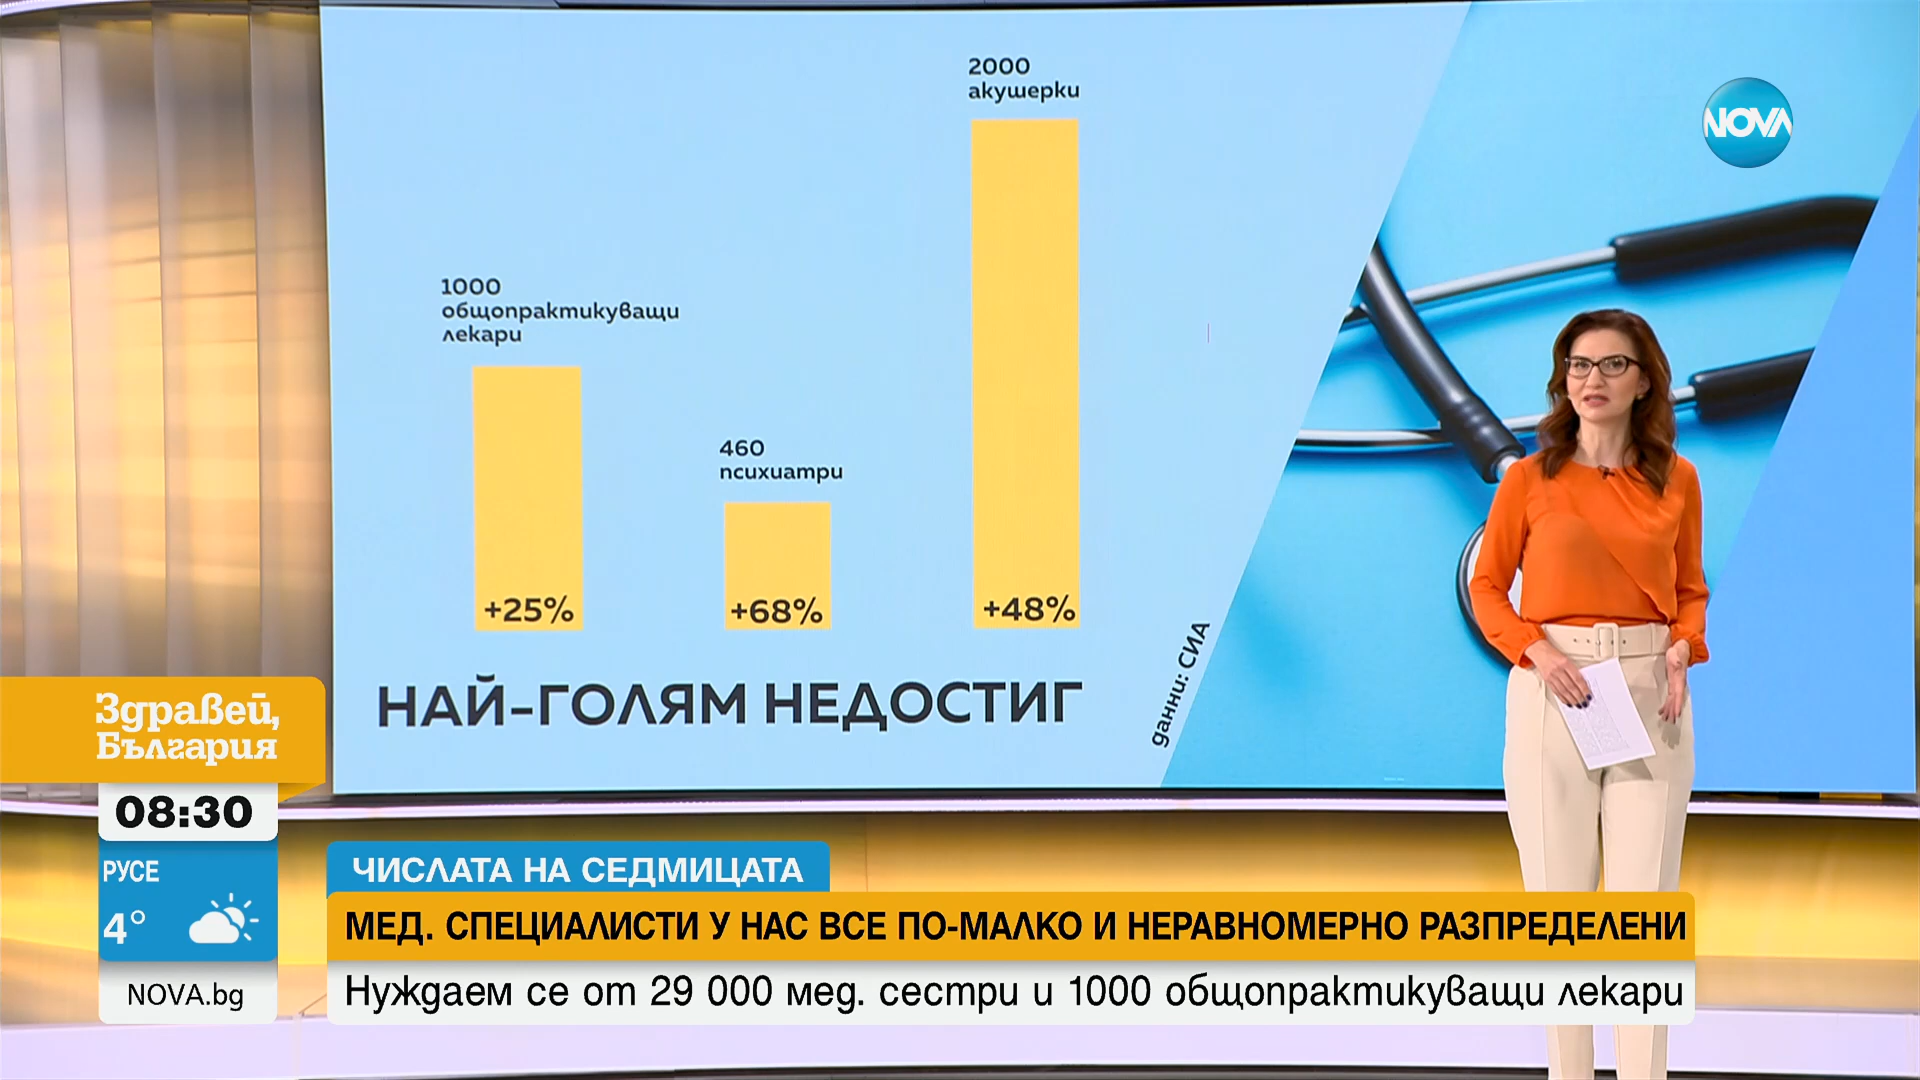 2000
акушерки
NOVA
1000
общопрактикуващи
лекари
460
психиатри
+25%
+68%
+48%
НАЙ-ГОЛЯМ НЕДОСТИГ
данни: СИА
Здравей,
България
08:30
РУСЕ
4°
NOVA.bg
ЧИСЛАТА НА СЕДМИЦАТА
МЕД. СПЕЦИАЛИСТИ У НАС ВСЕ ПО-МАЛКО И НЕРАВНОМЕРНО РАЗПРЕДЕЛЕНИ
Нуждаем се от 29 000 мед. сестри и 1000 общопрактикуващи лекари